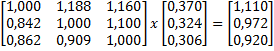 [1,000 1,188 1,160] [0,370] [1,110]
[0,842 1,000 1,100] x [0,324] = [0,972]
[0,862 0,909 1,000] [0,306] [0,920]